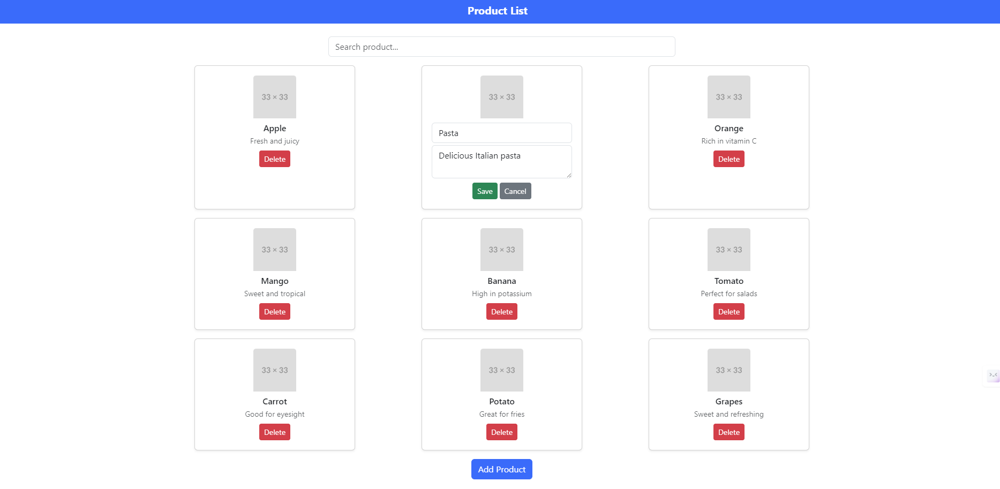 Product List
Search product...
33 × 33
Apple
Fresh and juicy
Delete
33 × 33
Pasta
Delicious Italian pasta
Save Cancel
33 × 33
Orange
Rich in vitamin C
Delete
33 × 33
Mango
Sweet and tropical
Delete
33 × 33
Banana
High in potassium
Delete
33 × 33
Tomato
Perfect for salads
Delete
33 × 33
Carrot
Good for eyesight
Delete
33 × 33
Potato
Great for fries
Delete
33 × 33
Grapes
Sweet and refreshing
Delete
Add Product